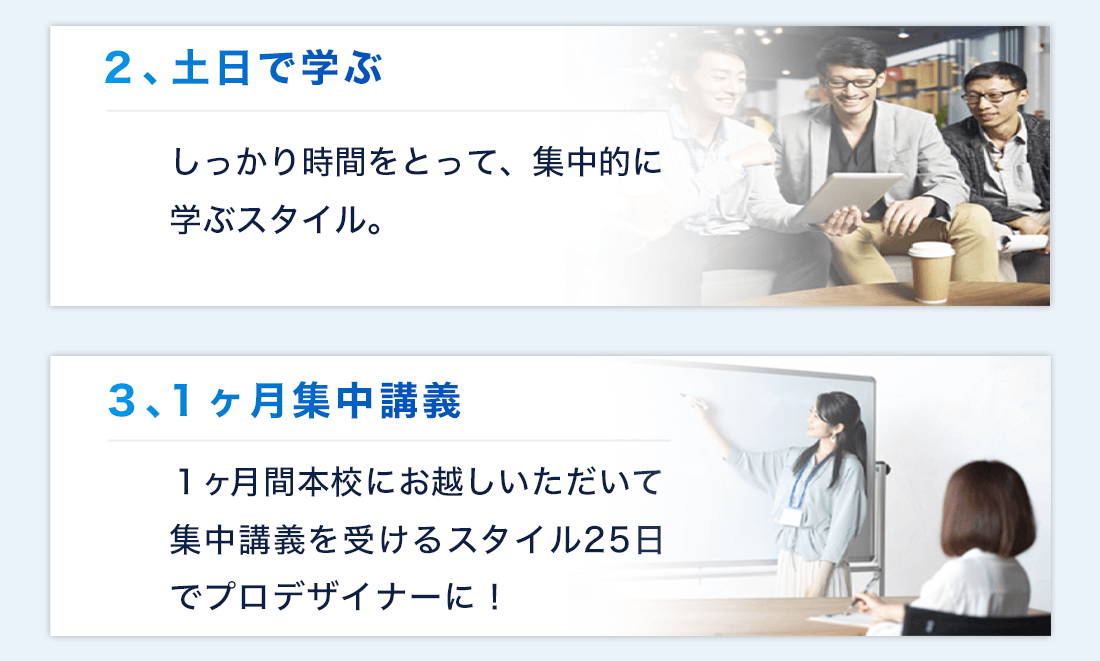 ２、土日で学ぶ
しっかり時間をとって、集中的に
学ぶスタイル。
３、１ヶ月集中講義
１ヶ月間本校にお越しいただいて
集中講義を受けるスタイル25日
でプロデザイナーに！